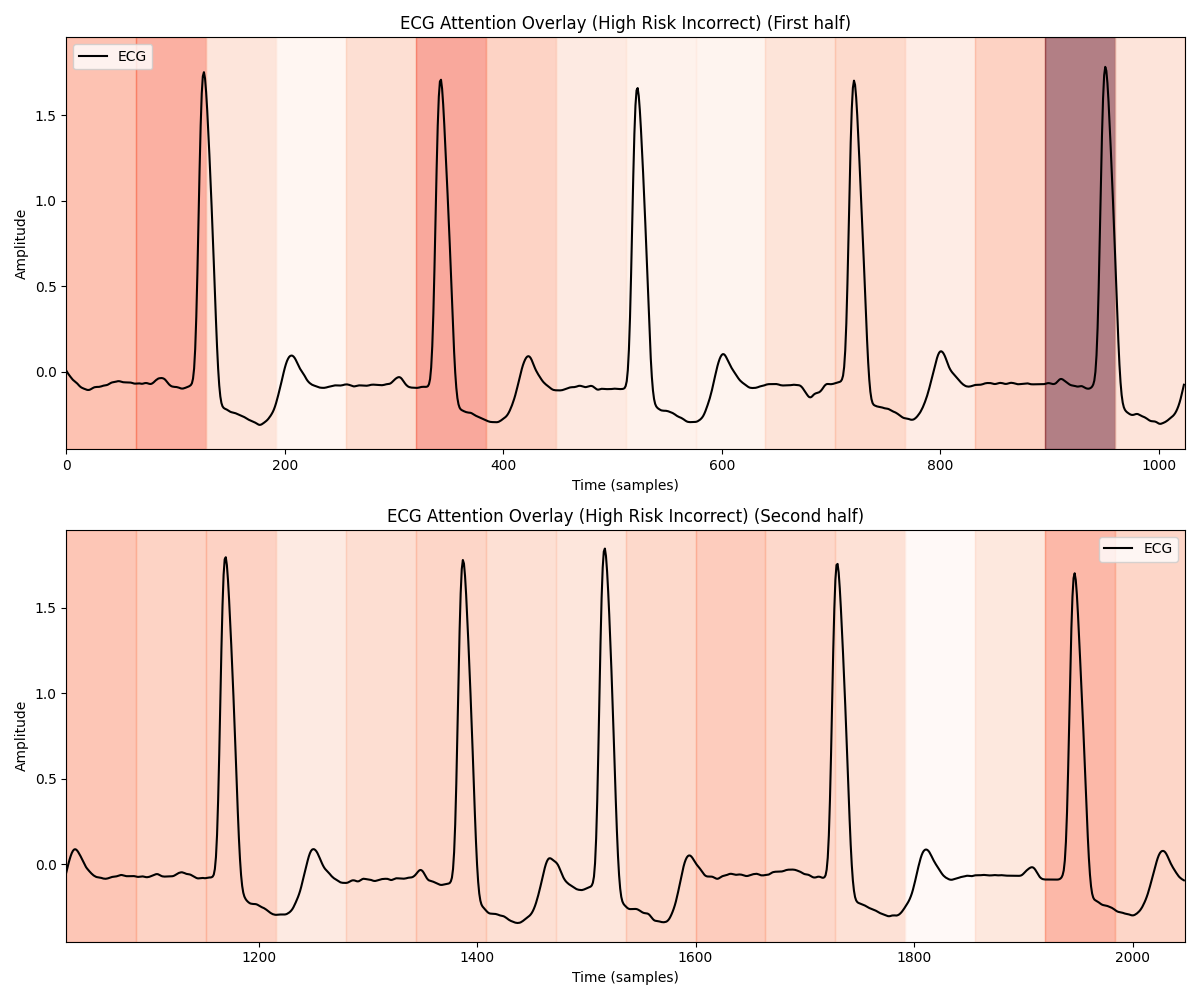 ECG Attention Overlay (High Risk Incorrect) (First half)
ECG
Amplitude
1.5
1.0
0.5
0.0
0 200 400 600 800 1000
Time (samples)
ECG Attention Overlay (High Risk Incorrect) (Second half)
ECG
Amplitude
1.5
1.0
0.5
0.0
1200 1400 1600 1800 2000
Time (samples)